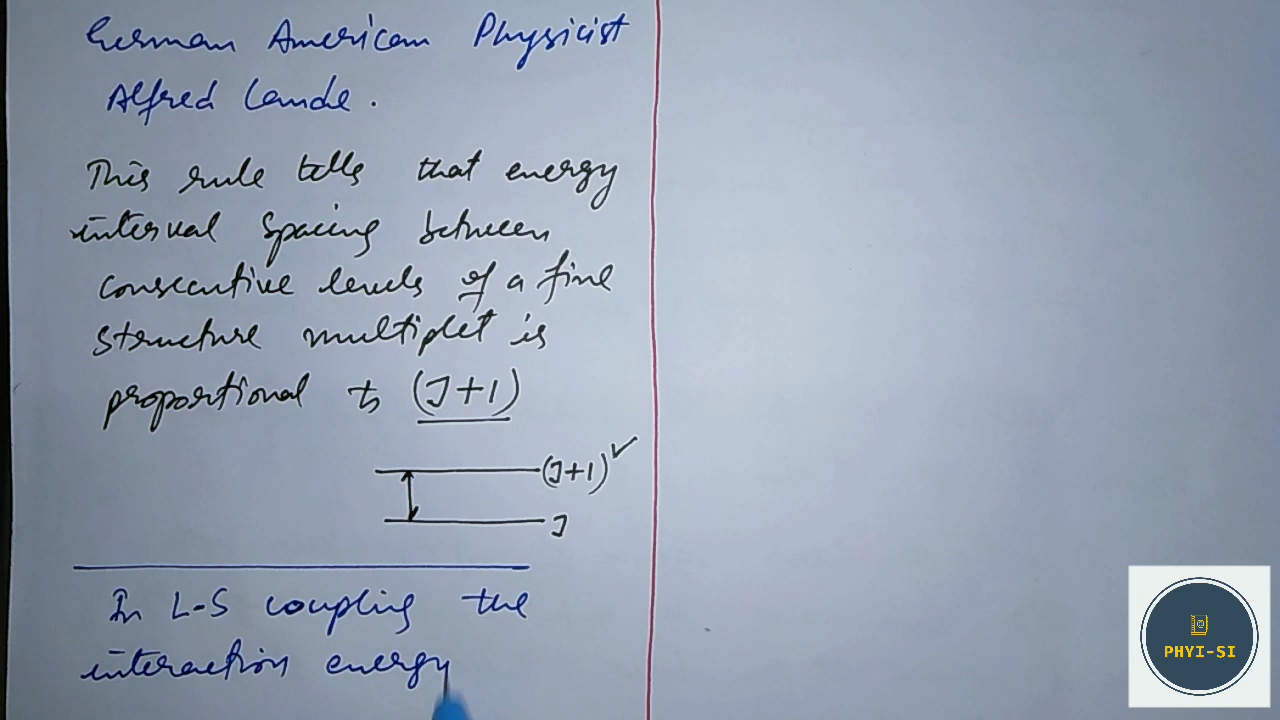 German American Physicist
Alfred Lande.
This rule tells that energy
interval spacing between
consecutive levels of a fine
structure multiplet is
proportional to (J+1)
(J+1) ✓
J
In L-S coupling the
interaction energy
PHYI-SI